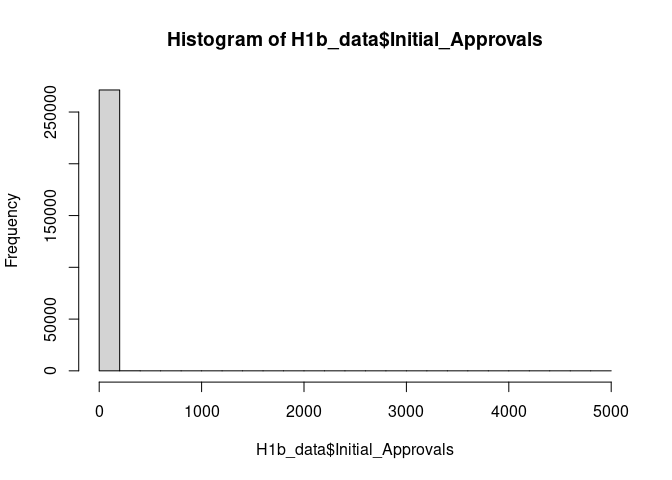 Histogram of H1b_data$Initial_Approvals
250000
150000
50000
0
Frequency
0 1000 2000 3000 4000 5000
H1b_data$Initial_Approvals